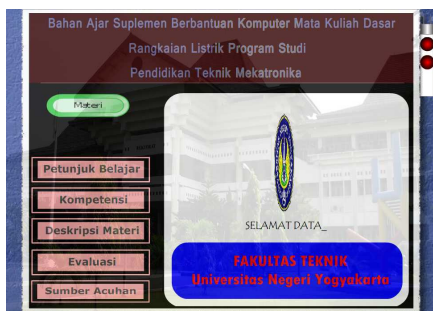 Bahan Ajar Suplemen Berbantuan Komputer Mata Kuliah Dasar
Rangkaian Listrik Program Studi
Pendidikan Teknik Mekatronika
Materi
Petunjuk Belajar
Kompetensi
Deskripsi Materi
Evaluasi
Sumber Acuhan
SELAMAT DATA_
FAKULTAS TEKNIK
Universitas Negeri Yogyakarta